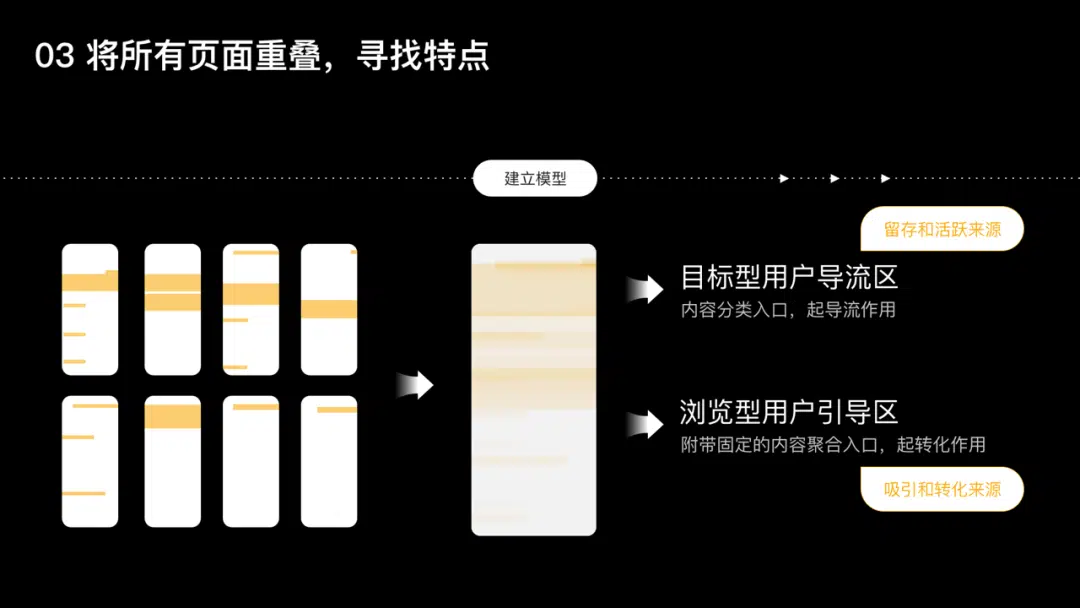 03 将所有页面重叠，寻找特点
建立模型
留存和活跃来源
目标型用户导流区
内容分类入口，起导流作用
浏览型用户引导区
附带固定的内容聚合入口，起转化作用
吸引和转化来源